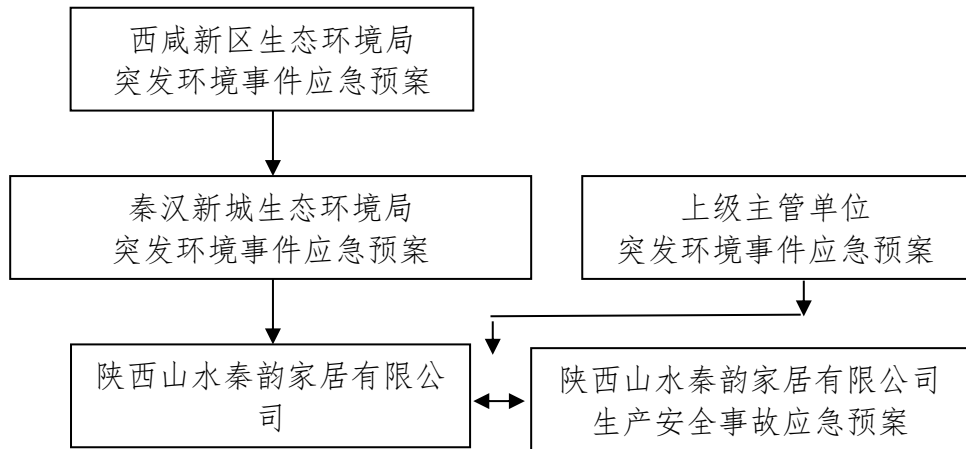 西咸新区生态环境局
突发环境事件应急预案
秦汉新城生态环境局
突发环境事件应急预案
上级主管单位
突发环境事件应急预案
陕西山水秦韵家居有限公
司
陕西山水秦韵家居有限公司
生产安全事故应急预案